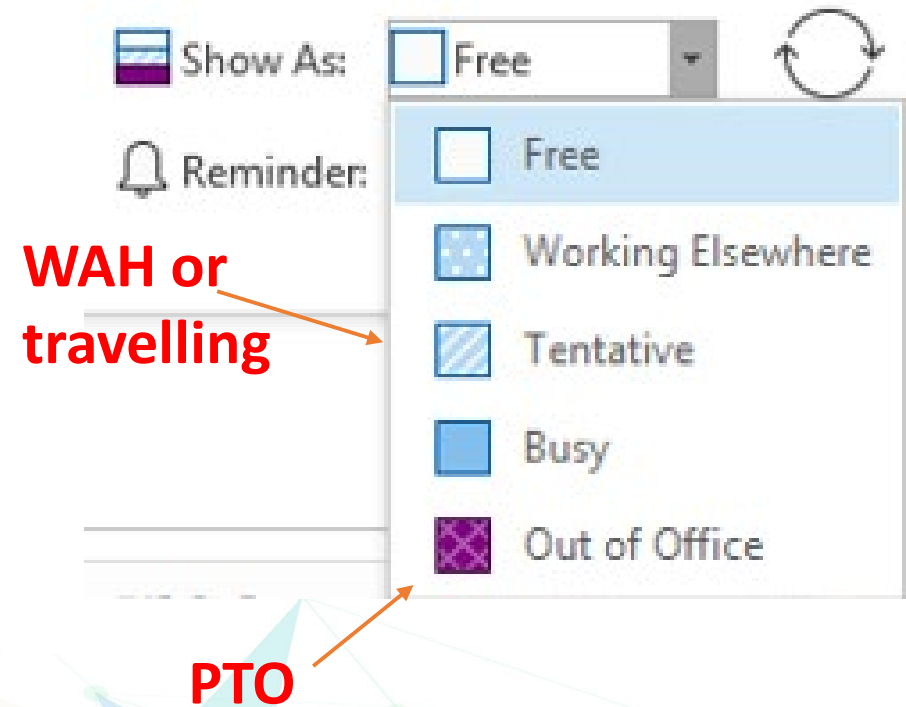 Show As:
Free
Free
Reminder:
Working Elsewhere
WAH or
travelling
Tentative
Busy
Out of Office
PTO